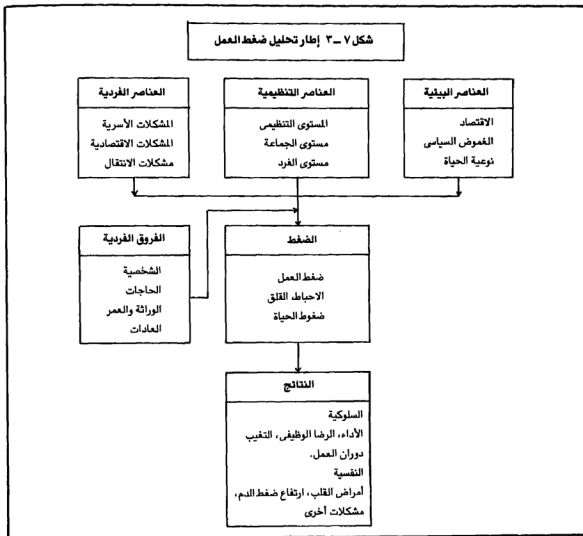 شكل ٧ – ٣ إطار تحليل ضغط العمل
العناصر البيئية
الاقتصاد
الغموض السياسى
نوعية الحياة
العناصر التنظيمية
المستوى التنظيمى
مستوى الجماعة
مستوى الفرد
العناصر الفردية
المشكلات الأسرية
المشكلات الاقتصادية
مشكلات الانتقال
الضغط
ضغط العمل
الاحباط، القلق
ضغوط الحياة
الفروق الفردية
الشخصية
الحاجات
الوراثة والعمر
العادات
النتائج
السلوكية
الأداء، الرضا الوظيفى، التغيب
دوران العمل.
النفسية
أمراض القلب، ارتفاع ضغط الدم،
مشكلات أخرى